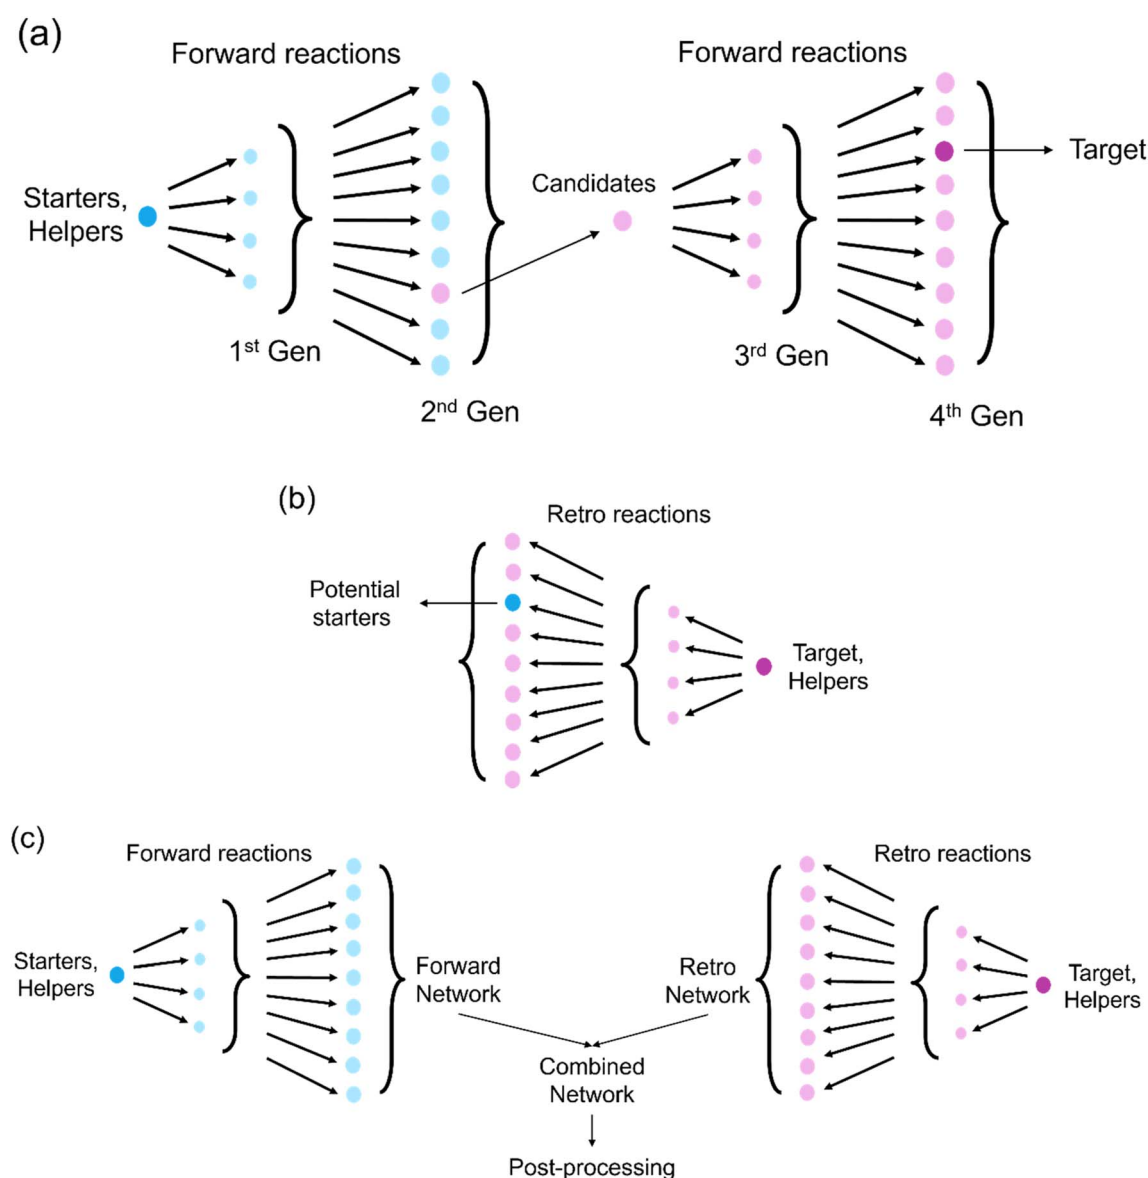 (a)
Forward reactions
Forward reactions
Target
Candidates
Starters,
Helpers
1st Gen
3rd Gen
2nd Gen
4th Gen
(b)
Retro reactions
Potential
starters
Target,
Helpers
(c)
Forward reactions
Retro reactions
Starters,
Helpers
Forward
Network
Retro
Network
Target,
Helpers
Combined
Network
Post-processing